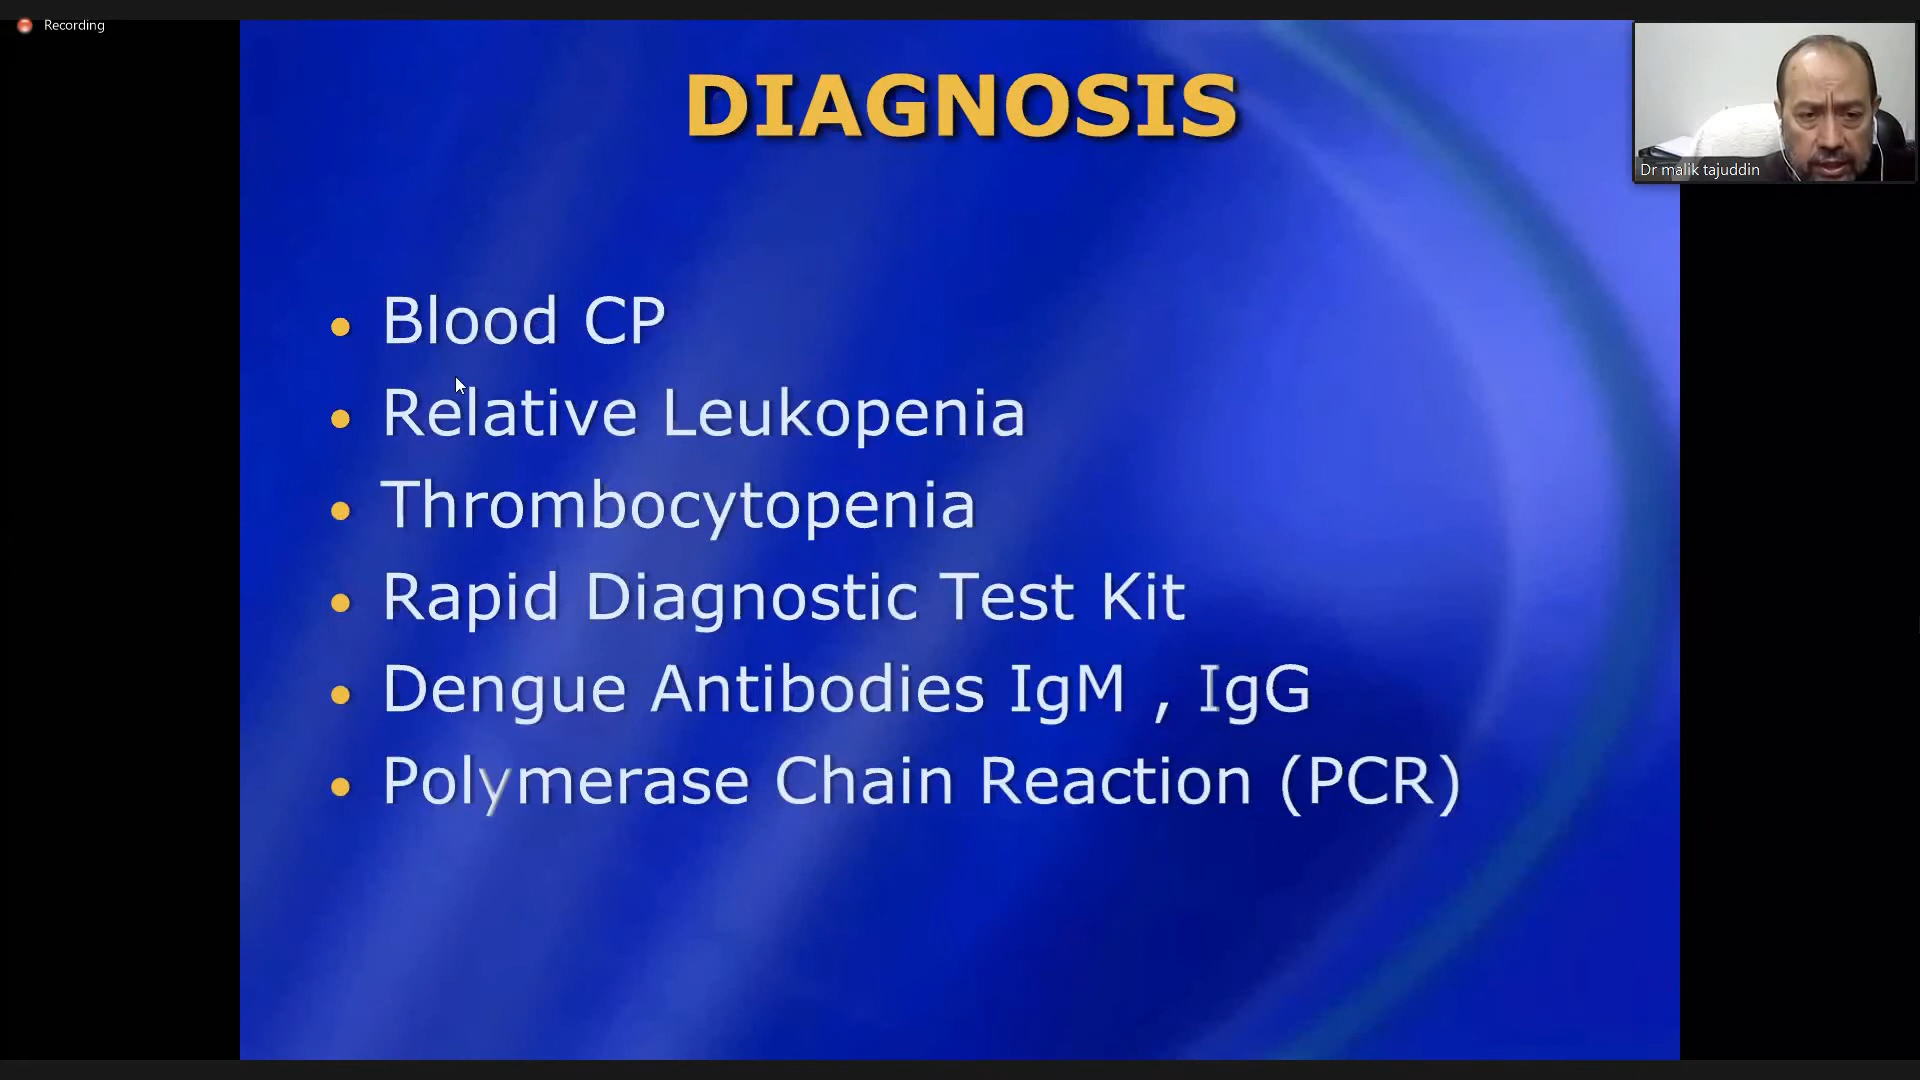 Recording
DIAGNOSIS
Dr malik tajuddin
• Blood CP
• Relative Leukopenia
• Thrombocytopenia
• Rapid Diagnostic Test Kit
• Dengue Antibodies IgM , IgG
• Polymerase Chain Reaction (PCR)